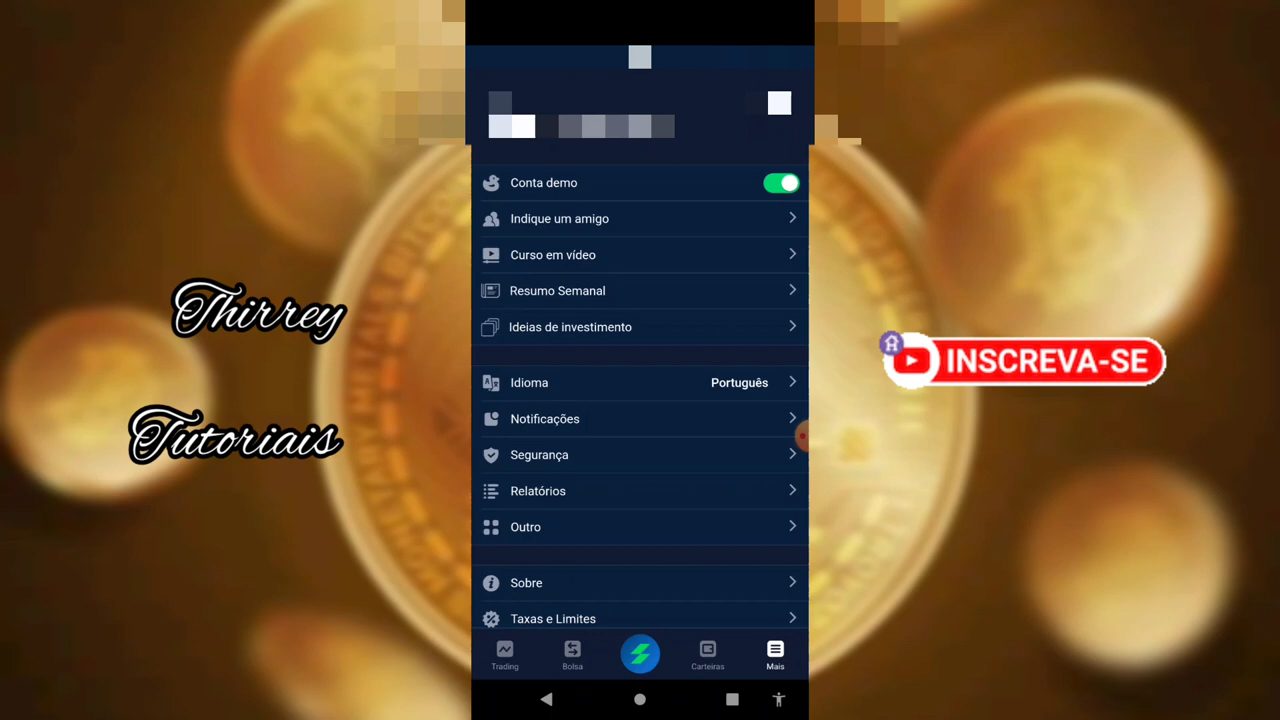 Thirrey
Tutoriais
Conta demo
Indique um amigo
Curso em vídeo
Resumo Semanal
Ideias de investimento
Idioma Português
Notificações
Segurança
Relatórios
Outro
Sobre
Taxas e Limites
Trading Bolsa Carteiras Mais
INSCREVA-SE